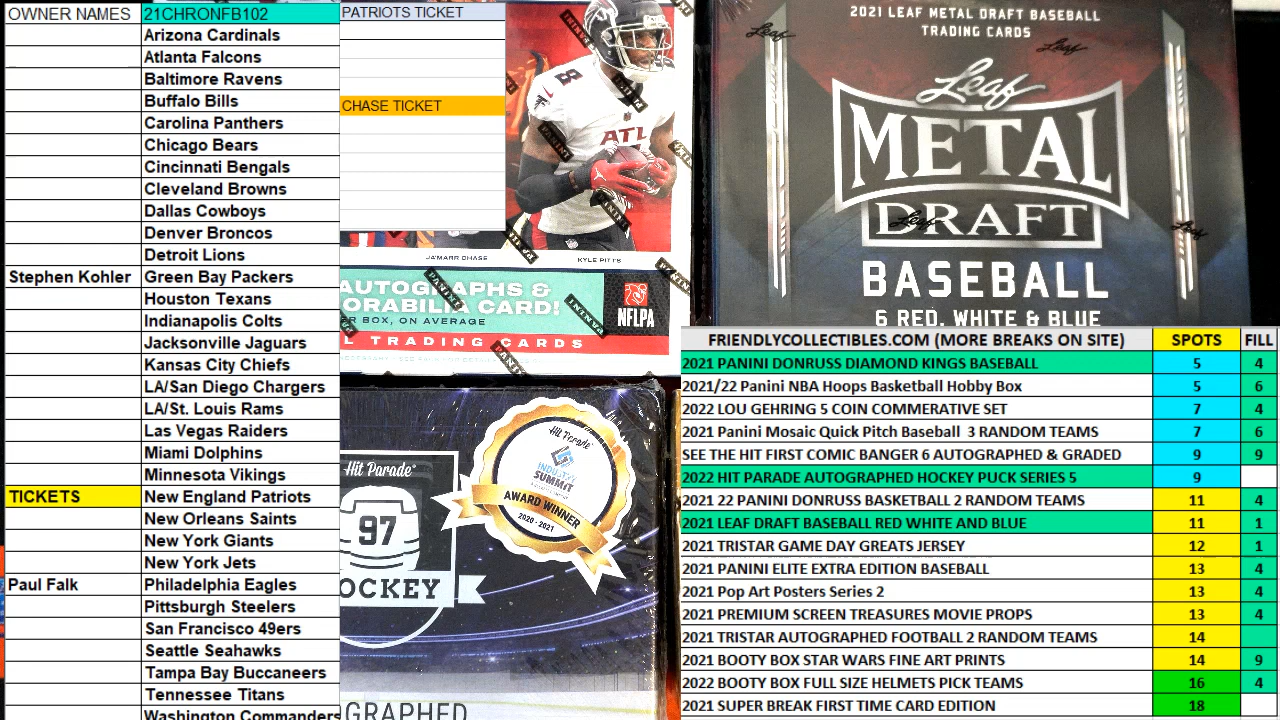 OWNER NAMES 21CHRONFB102
Arizona Cardinals
Atlanta Falcons
Baltimore Ravens
Buffalo Bills
Carolina Panthers
Chicago Bears
Cincinnati Bengals
Cleveland Browns
Dallas Cowboys
Denver Broncos
Detroit Lions
Stephen Kohler Green Bay Packers
Houston Texans
Indianapolis Colts
Jacksonville Jaguars
Kansas City Chiefs
LA/San Diego Chargers
LA/St. Louis Rams
Las Vegas Raiders
Miami Dolphins
Minnesota Vikings
TICKETS New England Patriots
New Orleans Saints
New York Giants
New York Jets
Paul Falk Philadelphia Eagles
Pittsburgh Steelers
San Francisco 49ers
Seattle Seahawks
Tampa Bay Buccaneers
Tennessee Titans
Washington Commanders
PATRIOTS TICKET
CHASE TICKET
8
ATL
PANINI
JA'MARR CHASE KYLE PITTS
AUTOGRAPHS &
ORABILIA CARD!
ER BOX, ON AVERAGE
NFLPA
L TRADING CARDS
Hit Parade
97
OCKEY
Hit Parade
INDUSTRY
SUMMIT
AWARD WINNER
2020 - 2021
GRAPHED
2021 LEAF METAL DRAFT BASEBALL
TRADING CARDS
Leaf
Leaf
Leaf
METAL
DRAFT
Leaf
Leaf
BASEBALL
6 RED, WHITE & BLUE
FRIENDLYCOLLECTIBLES.COM (MORE BREAKS ON SITE) SPOTS FILL
2021 PANINI DONRUSS DIAMOND KINGS BASEBALL 5 4
2021/22 Panini NBA Hoops Basketball Hobby Box 5 6
2022 LOU GEHRING 5 COIN COMMERATIVE SET 7 4
2021 Panini Mosaic Quick Pitch Baseball 3 RANDOM TEAMS 7 6
SEE THE HIT FIRST COMIC BANGER 6 AUTOGRAPHED & GRADED 9 9
2022 HIT PARADE AUTOGRAPHED HOCKEY PUCK SERIES 5 9
2021 22 PANINI DONRUSS BASKETBALL 2 RANDOM TEAMS 11 4
2021 LEAF DRAFT BASEBALL RED WHITE AND BLUE 11 1
2021 TRISTAR GAME DAY GREATS JERSEY 12 1
2021 PANINI ELITE EXTRA EDITION BASEBALL 13 4
2021 Pop Art Posters Series 2 13 4
2021 PREMIUM SCREEN TREASURES MOVIE PROPS 13 4
2021 TRISTAR AUTOGRAPHED FOOTBALL 2 RANDOM TEAMS 14
2021 BOOTY BOX STAR WARS FINE ART PRINTS 14 9
2022 BOOTY BOX FULL SIZE HELMETS PICK TEAMS 16 4
2021 SUPER BREAK FIRST TIME CARD EDITION 18